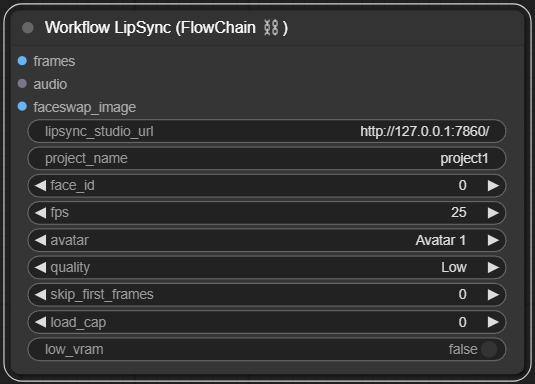 Workflow LipSync (FlowChain ⛓️)
frames
audio
faceswap_image
lipsync_studio_url http://127.0.0.1:7860/
project_name project1
face_id 0
fps 25
avatar Avatar 1
quality Low
skip_first_frames 0
load_cap 0
low_vram false